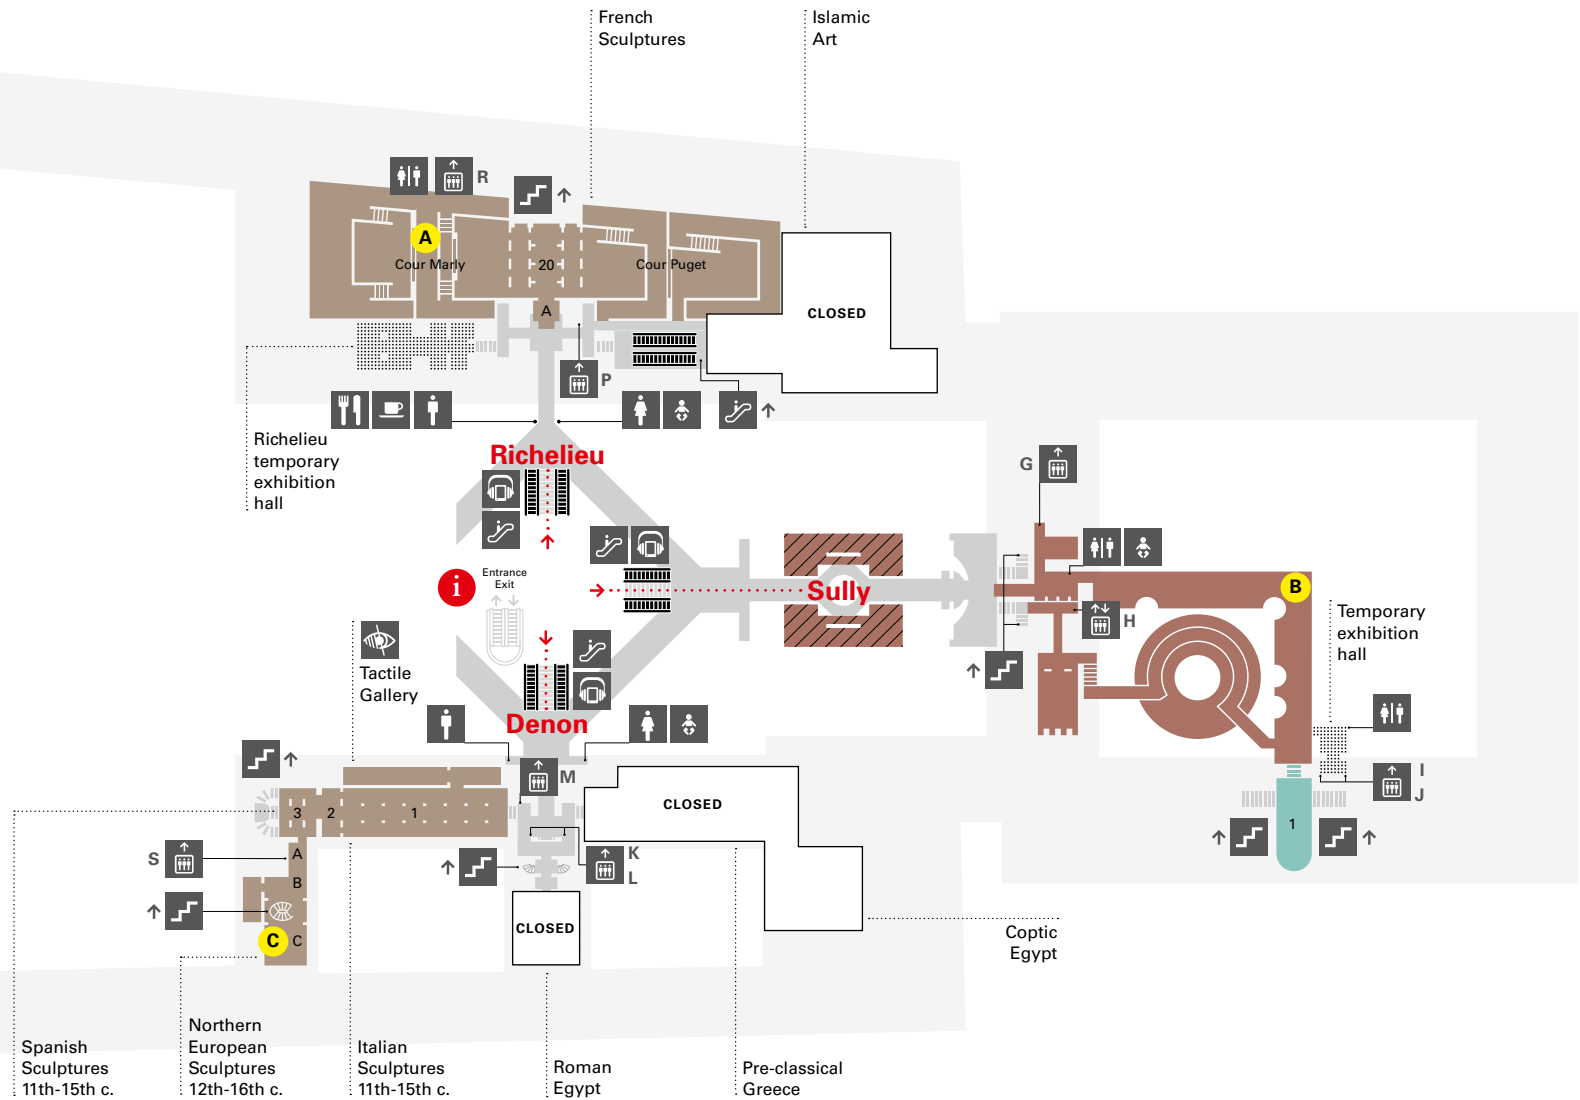 French
Sculptures
Islamic
Art
R
A
Cour Marly
20
Cour Puget
A
CLOSED
P
Richelieu
temporary
exhibition
hall
Richelieu
G
i
Entrance
Exit
Sully
B
H
Temporary
exhibition
hall
Tactile
Gallery
Denon
M
I
J
CLOSED
3
2
1
1
S
A
K
L
B
C
C
CLOSED
Coptic
Egypt
Spanish
Sculptures
11th-15th c.
Northern
European
Sculptures
12th-16th c.
Italian
Sculptures
11th-15th c.
Roman
Egypt
Pre-classical
Greece